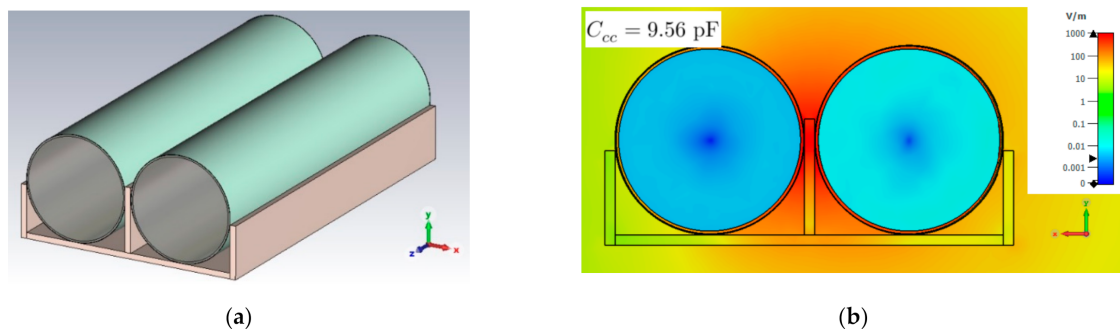 C_cc = 9.56 pF
V/m
1000
100
10
1
0.1
0.01
0.001
0
y
x
z
y
x
(a)
(b)